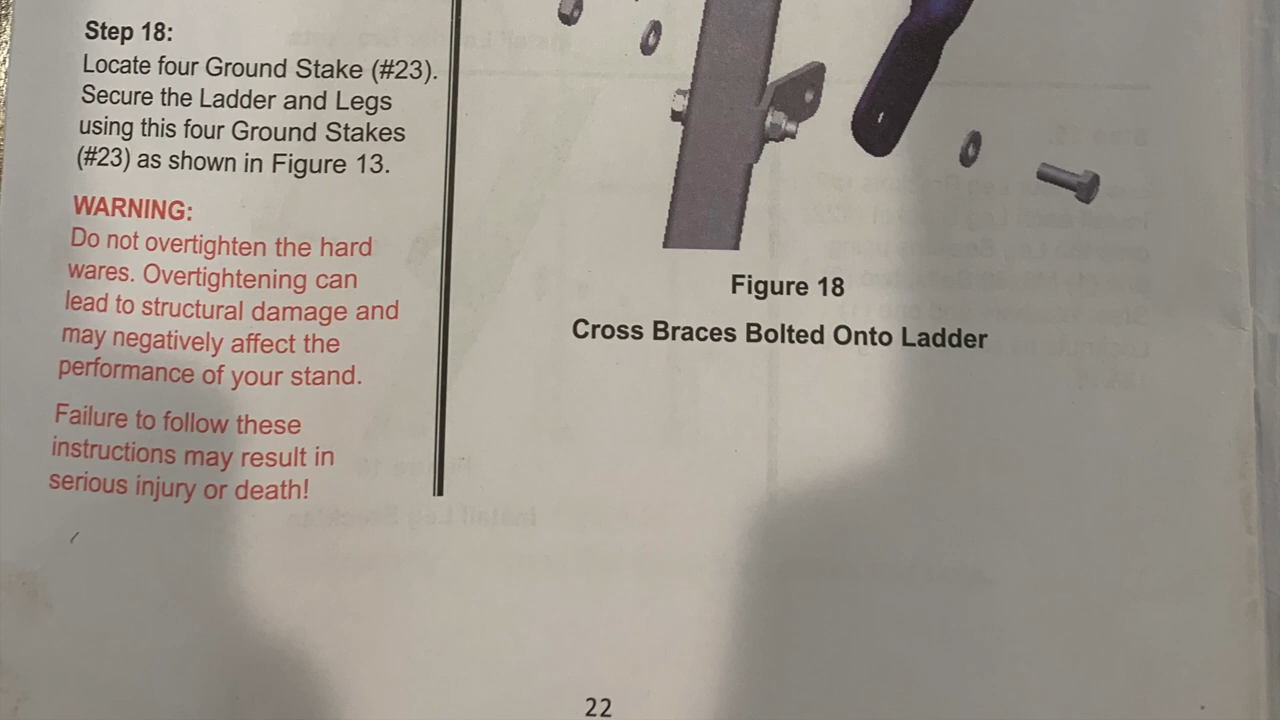 Step 18:
Locate four Ground Stake (#23).
Secure the Ladder and Legs
using this four Ground Stakes
(#23) as shown in Figure 13.
WARNING:
Do not overtighten the hard
wares. Overtightening can
lead to structural damage and
may negatively affect the
performance of your stand.
Failure to follow these
instructions may result in
serious injury or death!
Figure 18
Cross Braces Bolted Onto Ladder
22